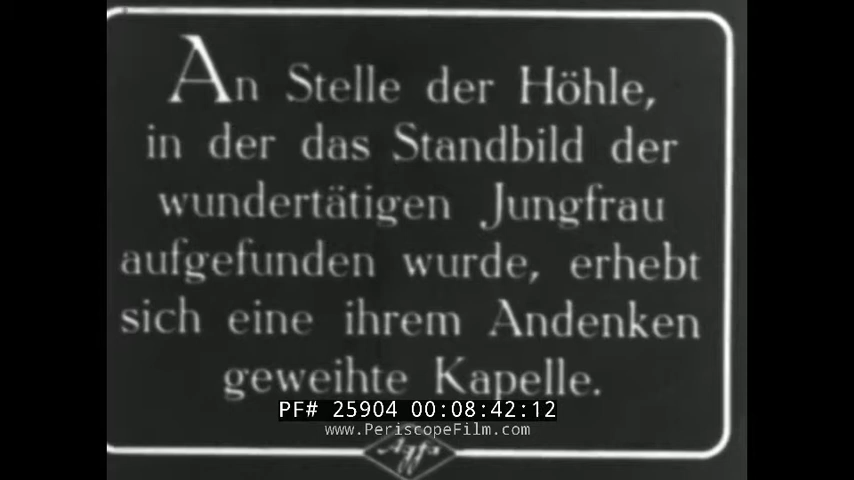 An Stelle der Höhle,
in der das Standbild der
wundertätigen Jungfrau
aufgefunden wurde, erhebt
sich eine ihrem Andenken
geweihte Kapelle.
PF# 25904 00:08:42:12
www.PeriscopeFilm.com
Agfa